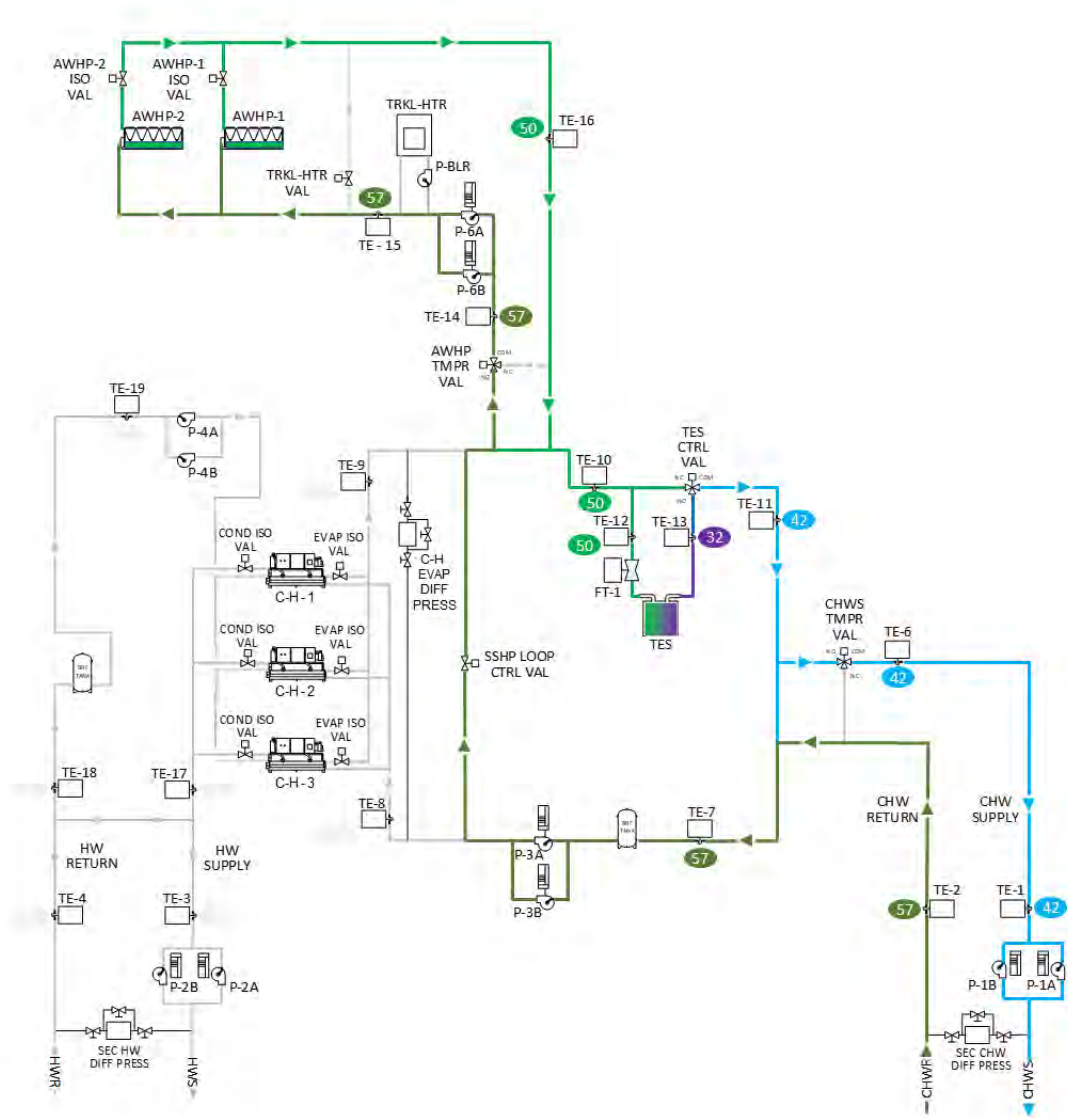 AWHP-2
ISO
VAL
AWHP-1
ISO
VAL
AWHP-2
AWHP-1
TRKL-HTR
P-BLR
TRKL-HTR
VAL
57
TE - 15
P-6A
P-6B
50
TE-16
TE-14
57
AWHP
TMPR
VAL
COM
N.C
TE-19
P-4A
P-4B
TE-9
TE-10
50
TES
CTRL
VAL
N.O
COM
N.C
TE-11
42
TE-12
50
TE-13
32
FT-1
TES
COND ISO
VAL
EVAP ISO
VAL
C-H-1
C-H
EVAP
DIFF
PRESS
COND ISO
VAL
EVAP ISO
VAL
C-H-2
COND ISO
VAL
EVAP ISO
VAL
C-H-3
SSHP LOOP
CTRL VAL
CHWS
TMPR
VAL
N.O
COM
N.C
TE-6
42
TANK
TE-18
TE-17
TE-8
TE-7
57
TANK
P-3A
P-3B
CHW
RETURN
CHW
SUPPLY
HW
RETURN
HW
SUPPLY
TE-4
TE-3
57
TE-2
TE-1
42
P-2B
P-2A
P-1B
P-1A
SEC HW
DIFF PRESS
SEC CHW
DIFF PRESS
HWR
HWS
CHWR
CHWS